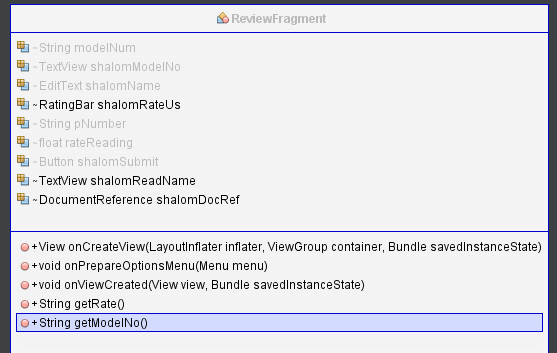 ReviewFragment
~String modelNum
~TextView shalomModelNo
~EditText shalomName
~RatingBar shalomRateUs
~String pNumber
~float rateReading
~Button shalomSubmit
~TextView shalomReadName
~DocumentReference shalomDocRef
+View onCreateView(LayoutInflater inflater, ViewGroup container, Bundle savedInstanceState)
+void onPrepareOptionsMenu(Menu menu)
+void onViewCreated(View view, Bundle savedInstanceState)
+String getRate()
+String getModelNo()